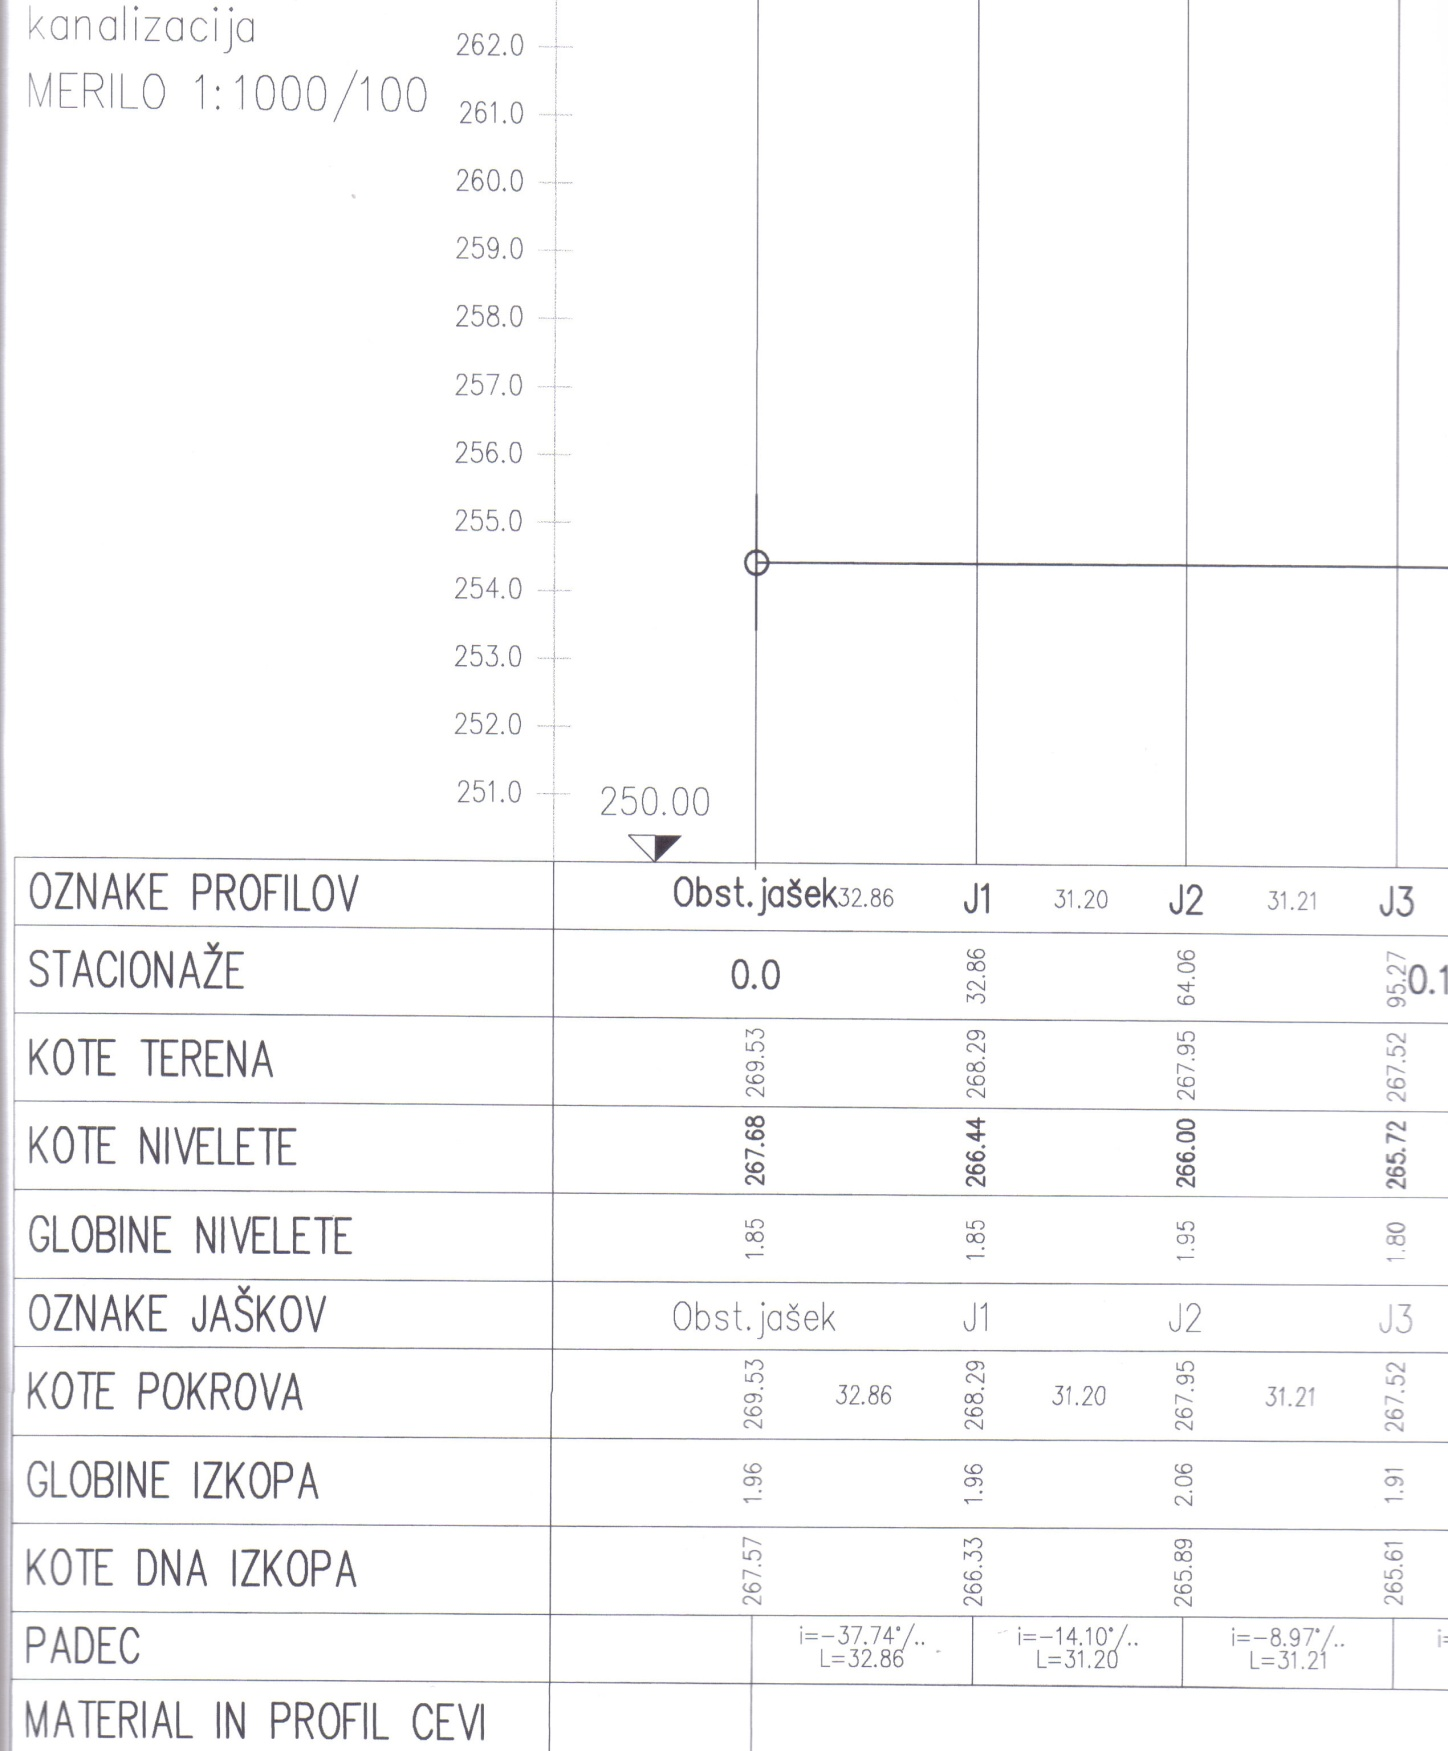 kanalizacija
MERILO 1:1000/100
262.0
261.0
260.0
259.0
258.0
257.0
256.0
255.0
254.0
253.0
252.0
251.0
250.00
OZNAKE PROFILOV Obst.jašek 32.86 J1 31.20 J2 31.21 J3
STACIONAŽE 0.0 32.86 64.06 95.27 0.1
KOTE TERENA 269.53 268.29 267.95 267.52
KOTE NIVELETE 267.68 266.44 266.00 265.72
GLOBINE NIVELETE 1.85 1.85 1.95 1.80
OZNAKE JAŠKOV Obst.jašek J1 J2 J3
KOTE POKROVA 269.53 32.86 268.29 31.20 267.95 31.21 267.52
GLOBINE IZKOPA 1.96 1.96 2.06 1.91
KOTE DNA IZKOPA 267.57 266.33 265.89 265.61
PADEC i=-37.74°/.. i=-14.10°/.. i=-8.97°/.. i=
L=32.86 L=31.20 L=31.21
MATERIAL IN PROFIL CEVI